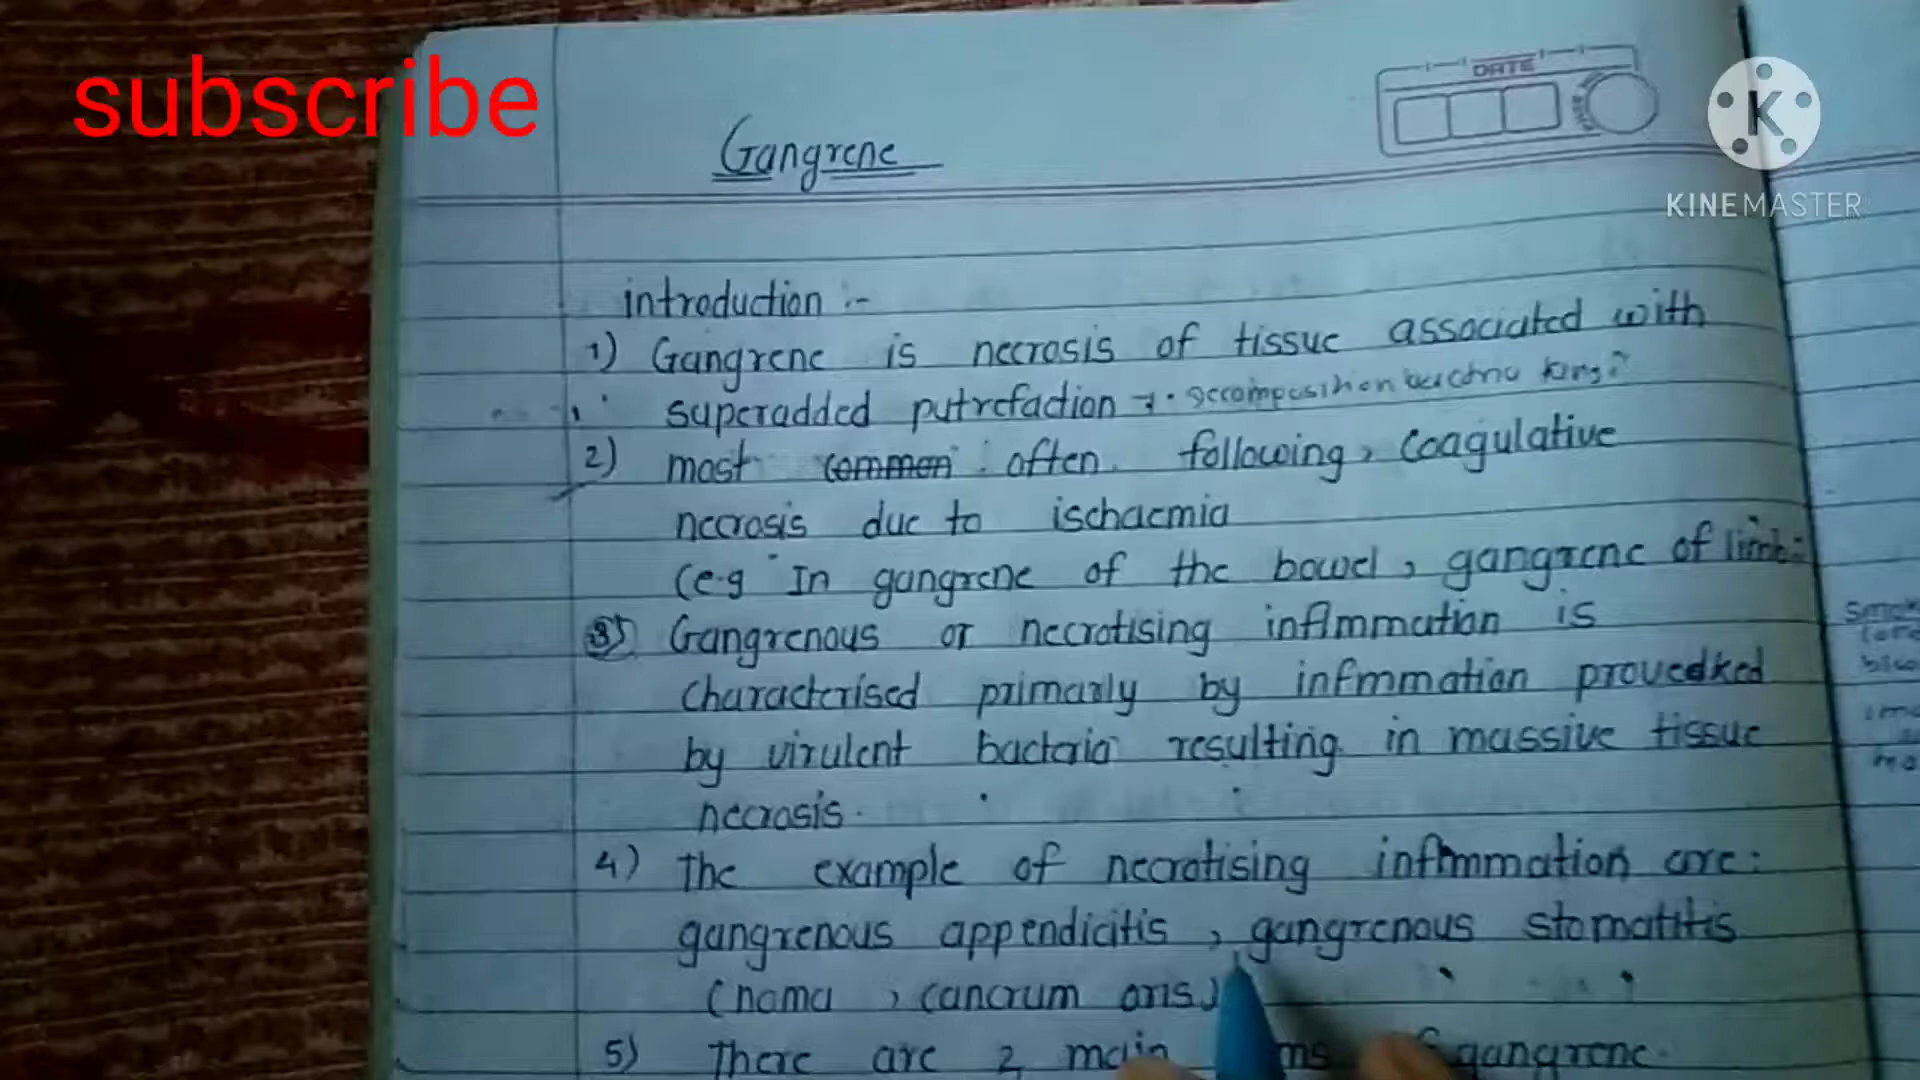 subscribe
DATE
KINEMASTER
Gangrene
introduction :-
1) Gangrene is necrosis of tissue associated with
superadded putrefaction
2) most common often following, coagulative
necrosis due to ischaemia
(e.g In gangrene of the bowel, gangrene of limb
3) Gangrenous or necrotising inflmmation is
characterised primarly by infmmation
by virulent bacteria resulting in massive tissue
necrosis.
4) The example of necrotising inflmmation are:
gangrenous appendicitis, gangrenous stomatitis
(noma, cancrum oris)
5) There are 2 main gangrene.